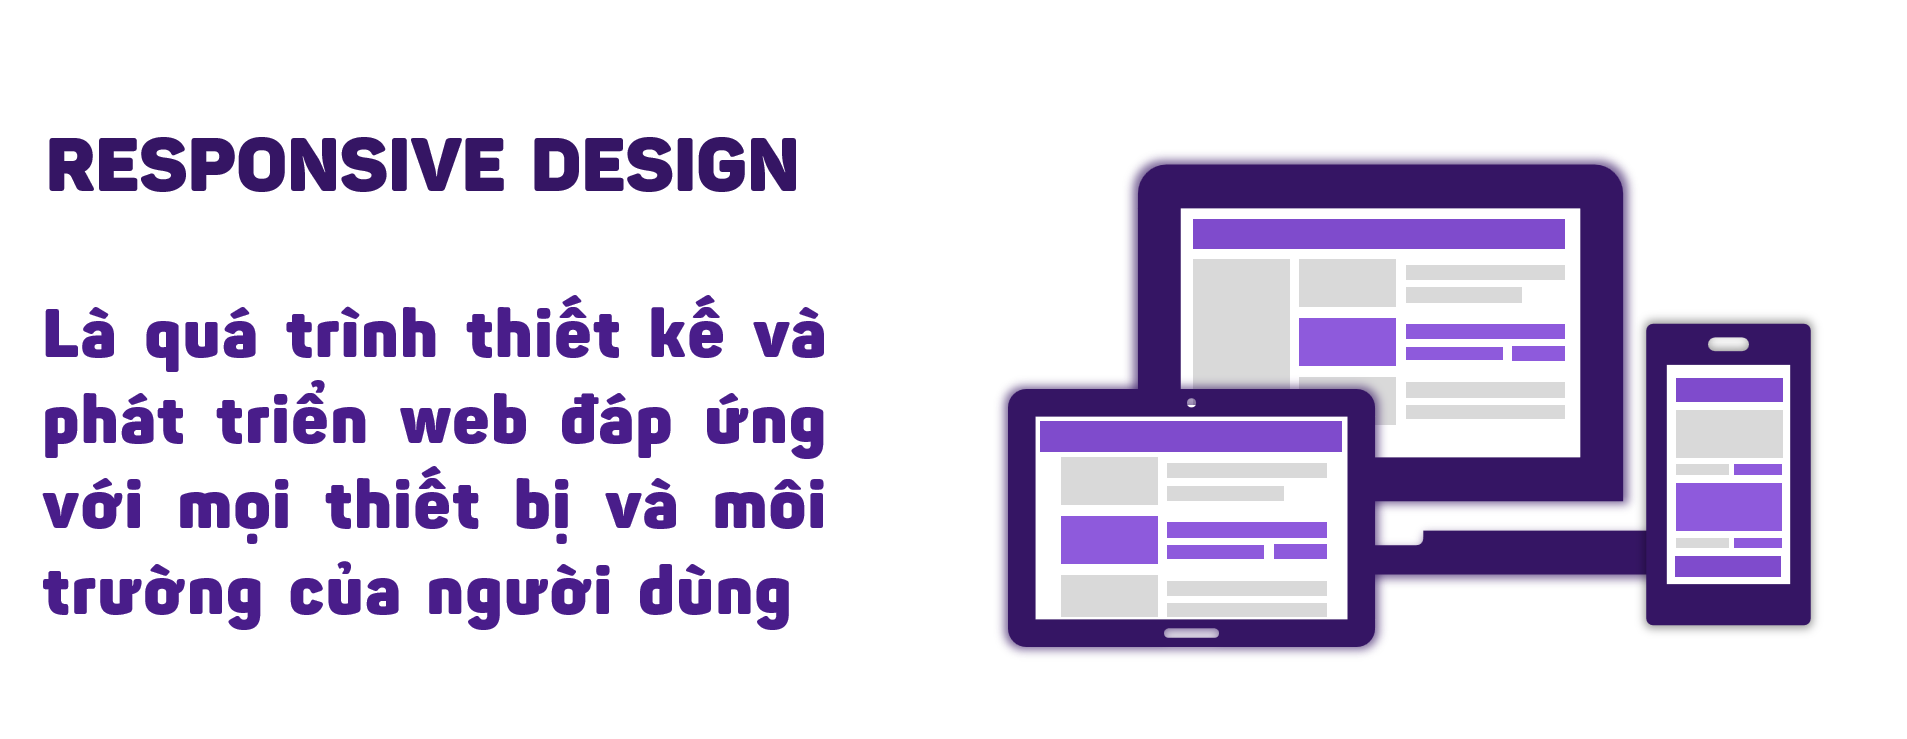 RESPONSIVE DESIGN
Là quá trình thiết kế và
phát triển web đáp ứng
với mọi thiết bị và môi
trường của người dùng